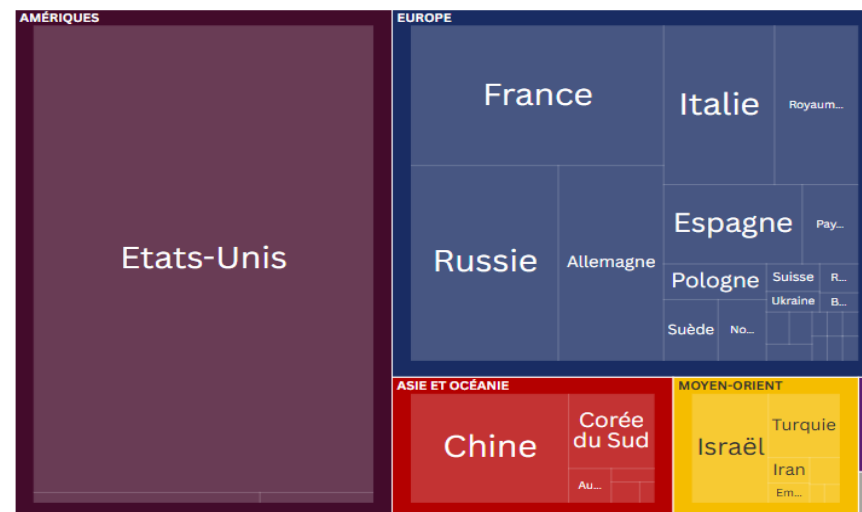 AMÉRIQUES
Etats-Unis
EUROPE
France
Italie
Royaum...
Russie
Allemagne
Espagne
Pay...
Pologne
Suisse
R...
Ukraine
B...
Suède
No...
ASIE ET OCÉANIE
Chine
Corée
du Sud
Au...
MOYEN-ORIENT
Israël
Turquie
Iran
Em...